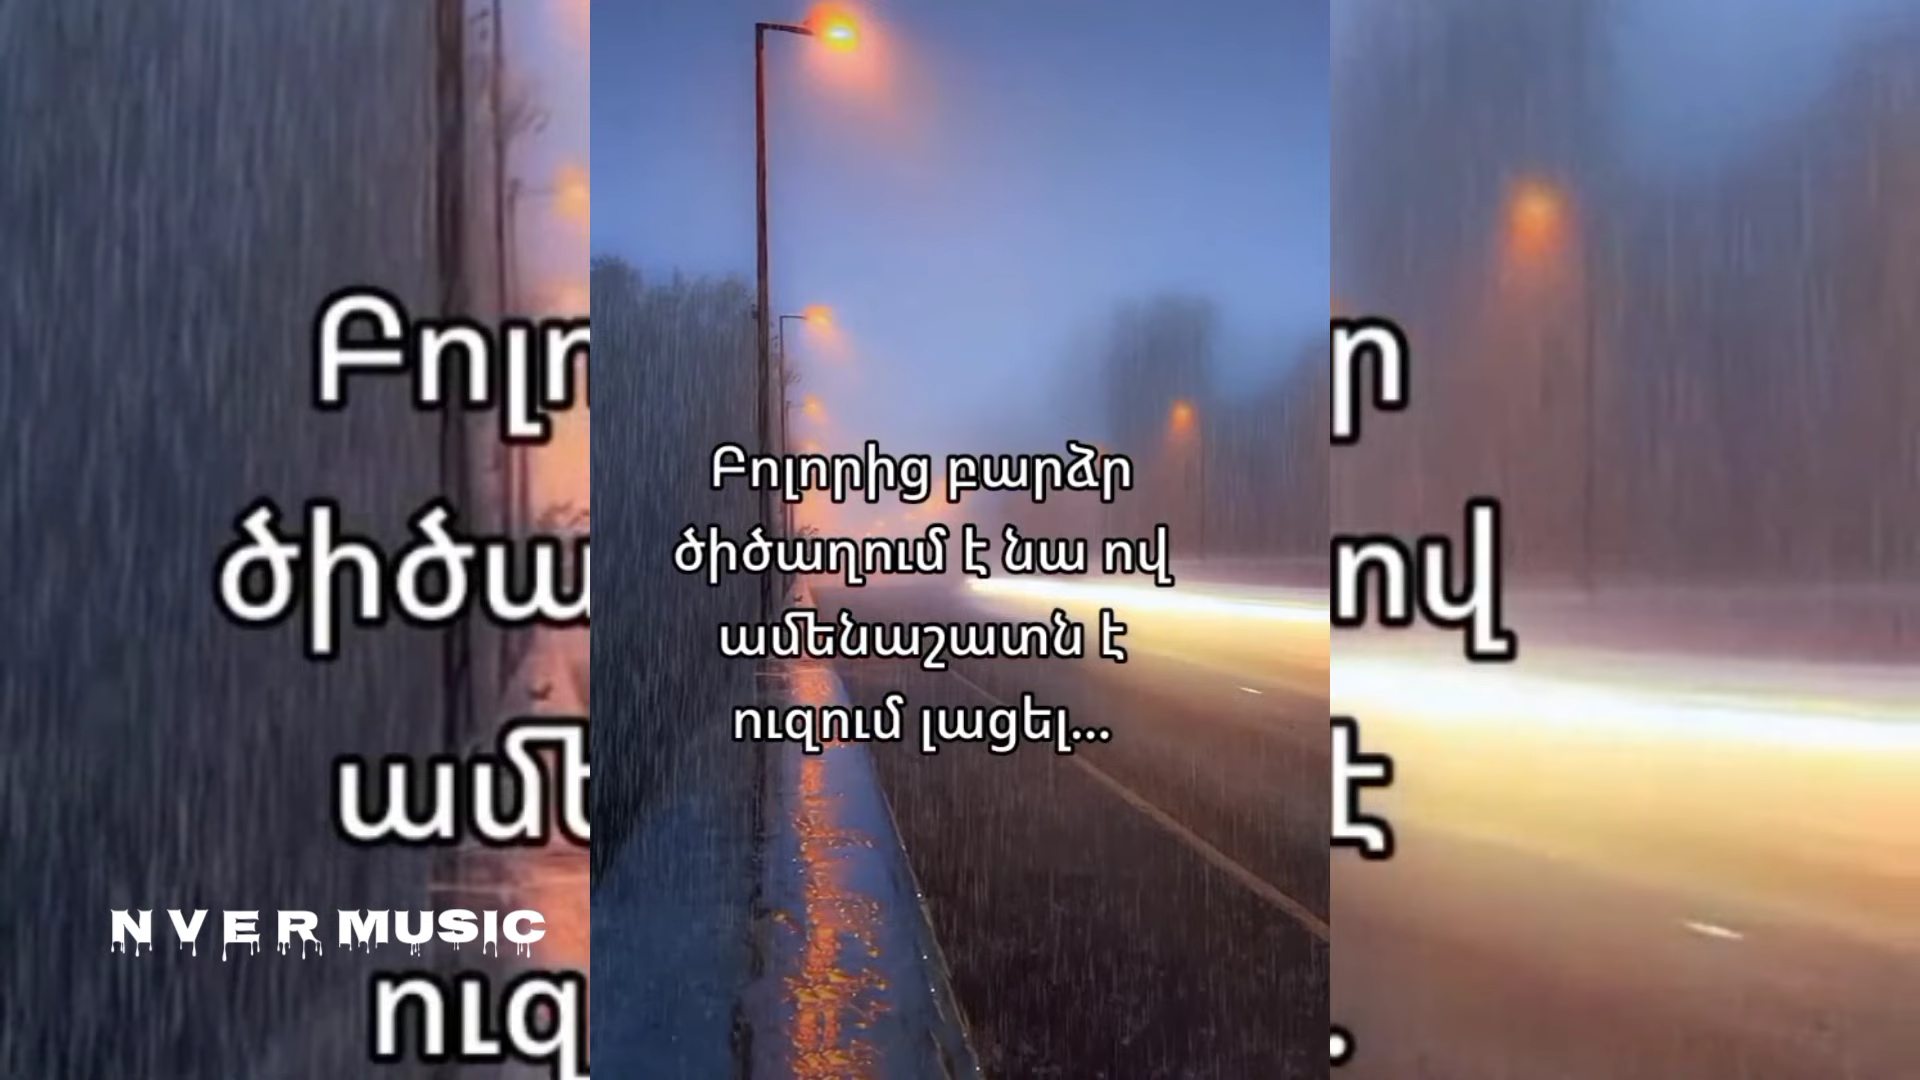 Բոլորից բարձր
ծիծաղում է նա ով
ամենաշատն է
ուզում լացել...
NVER MUSIC